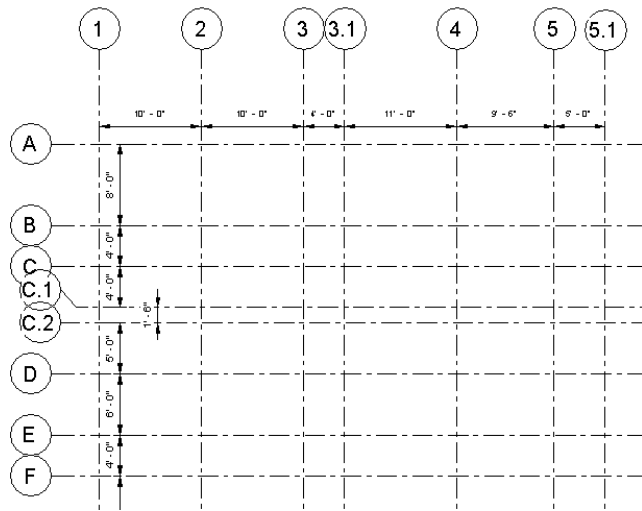 1 2 3 3.1 4 5 5.1
10' - 0" 10' - 0" 4' - 0" 11' - 0" 9' - 6" 5' - 0"
A
8' - 0"
B
4' - 0"
C
4' - 0"
C.1
1' - 6"
C.2
5' - 0"
D
6' - 0"
E
4' - 0"
F